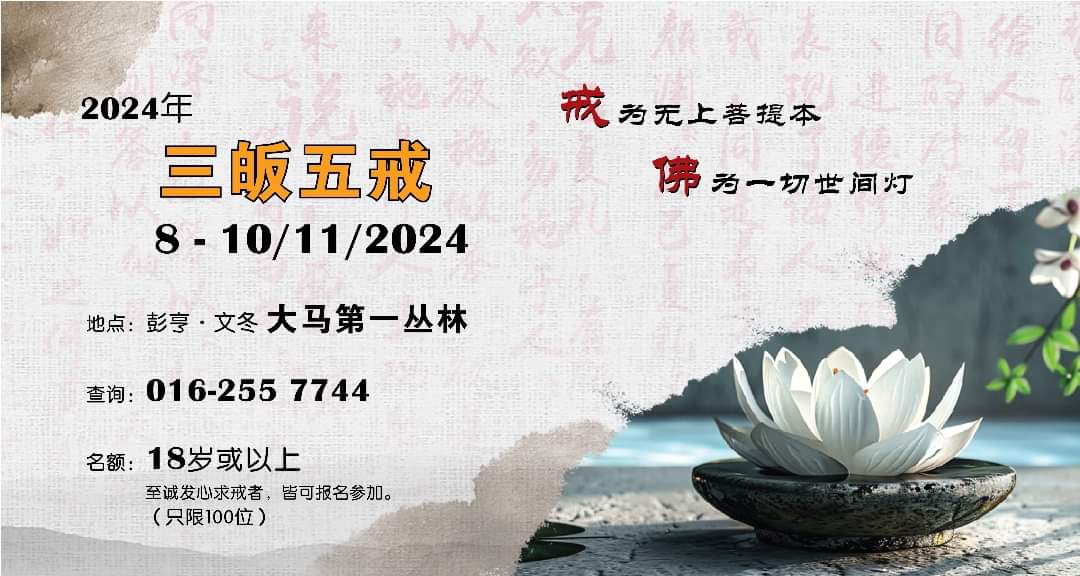 2024年
三皈五戒
8 - 10/11/2024
地点：彭亨·文冬 大马第一丛林
查询：016-255 7744
名额：18岁或以上
至诚发心求戒者，皆可报名参加。
（只限100位）
戒为无上菩提本
佛为一切世间灯